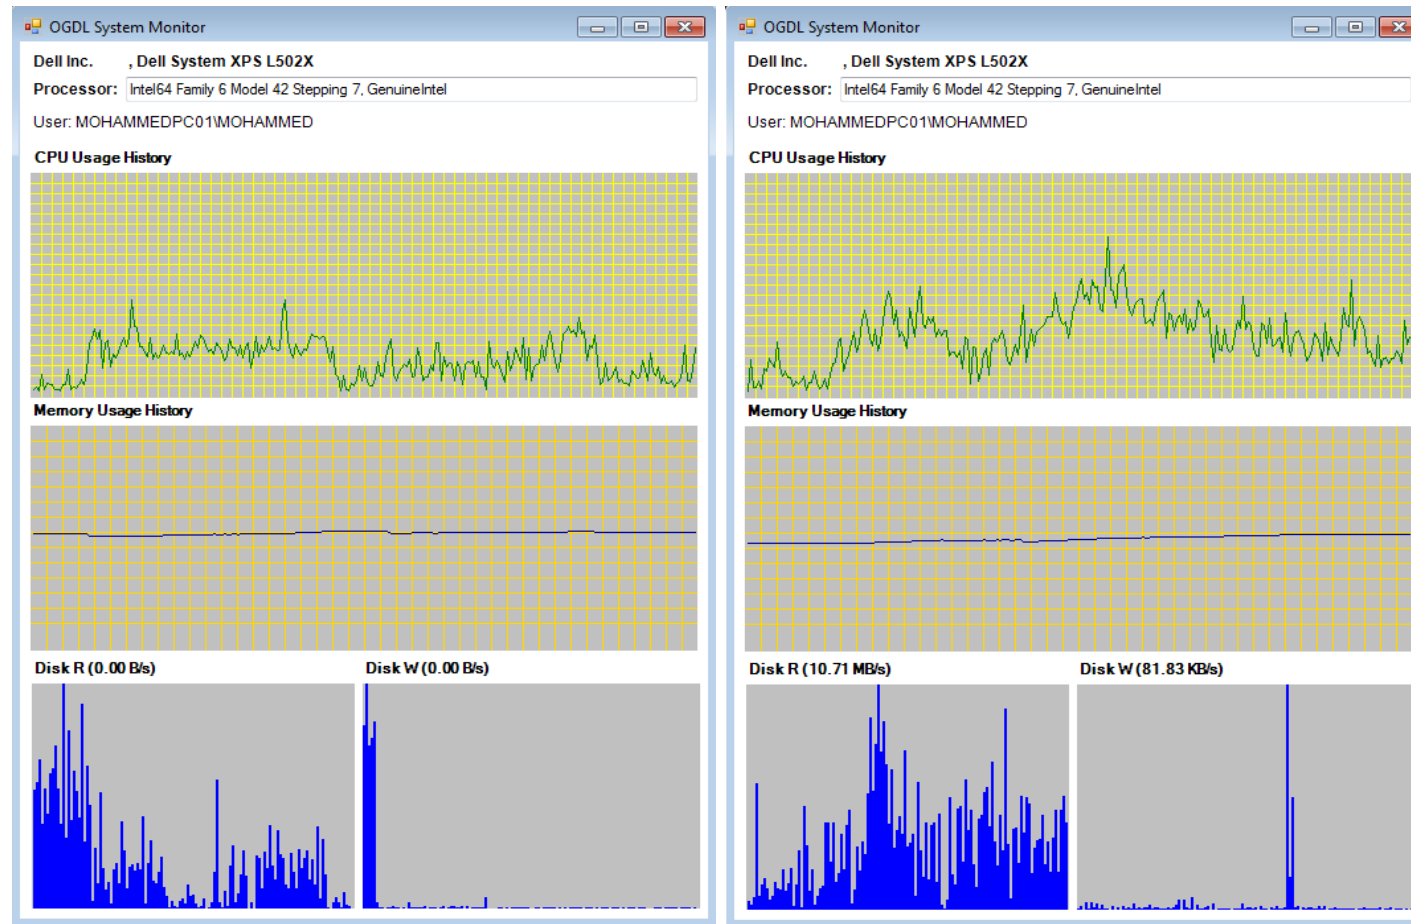 OGDL System Monitor
Dell Inc. , Dell System XPS L502X
Processor: Intel64 Family 6 Model 42 Stepping 7, GenuineIntel
User: MOHAMMEDPC01\MOHAMMED
CPU Usage History
Memory Usage History
Disk R (0.00 B/s) Disk W (0.00 B/s)
OGDL System Monitor
Dell Inc. , Dell System XPS L502X
Processor: Intel64 Family 6 Model 42 Stepping 7, GenuineIntel
User: MOHAMMEDPC01\MOHAMMED
CPU Usage History
Memory Usage History
Disk R (10.71 MB/s) Disk W (81.83 KB/s)